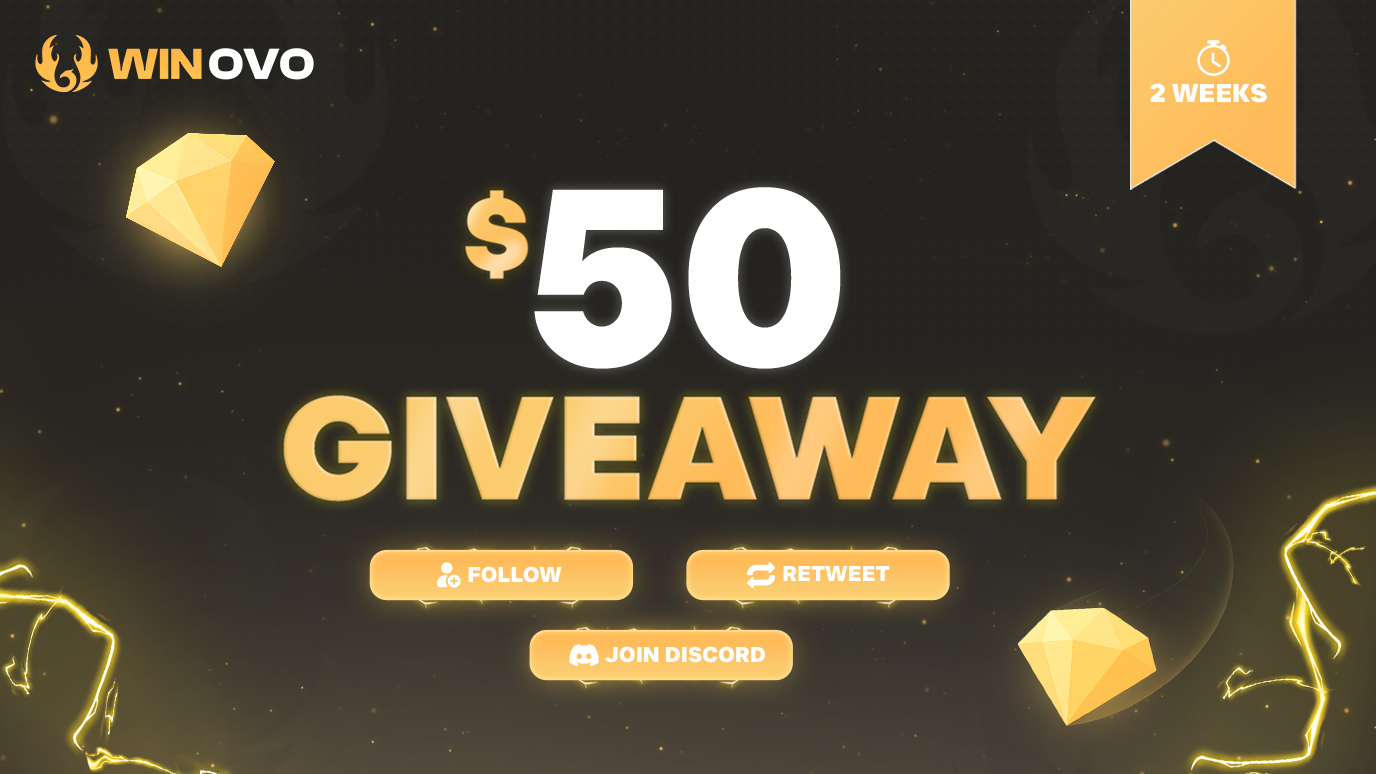 WINOVO
2 WEEKS
$50
GIVEAWAY
FOLLOW
RETWEET
JOIN DISCORD